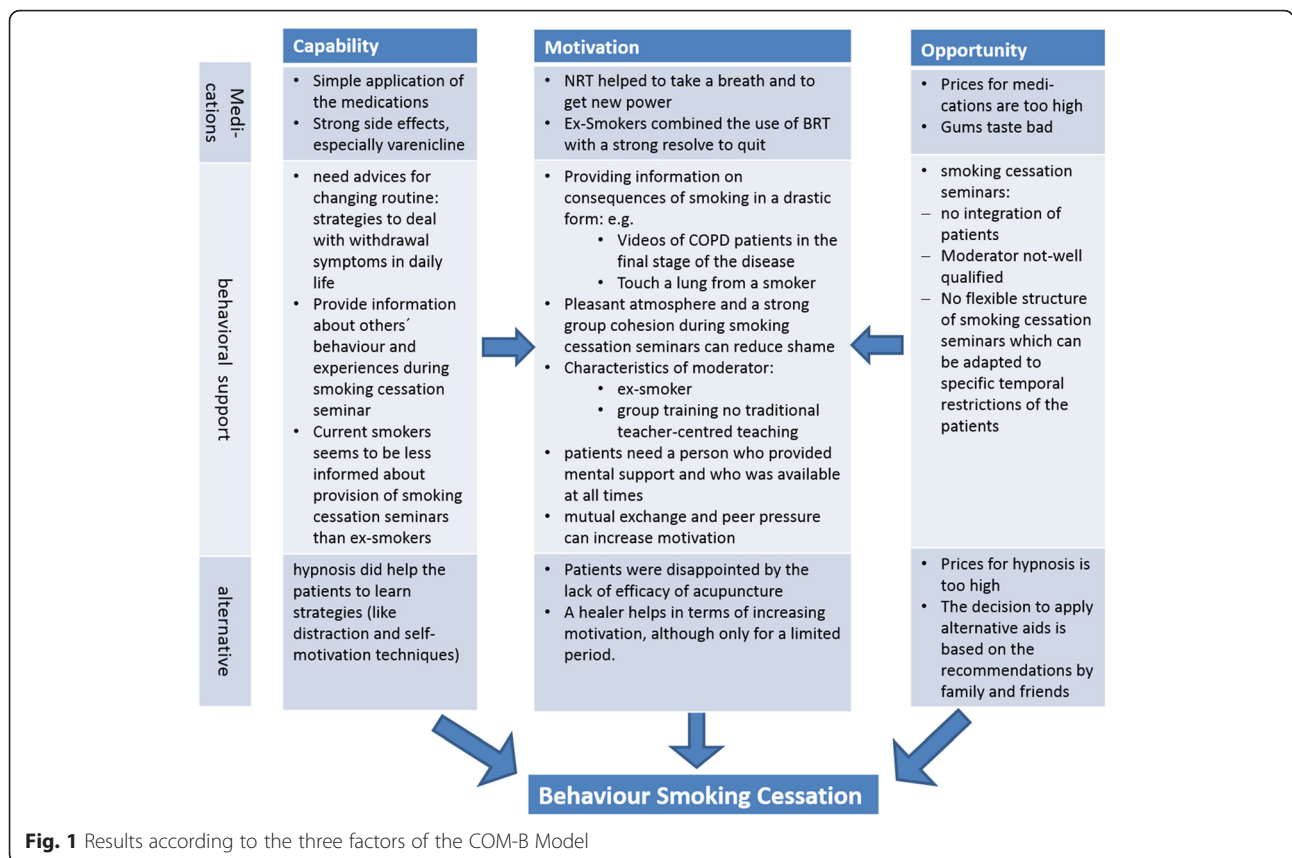 Capability
Motivation
Opportunity
Medi-
cations
• Simple application of
the medications
• Strong side effects,
especially varenicline
• NRT helped to take a breath and to
get new power
• Ex-Smokers combined the use of BRT
with a strong resolve to quit
• Prices for medi-
cations are too high
• Gums taste bad
behavioral support
• need advices for
changing routine:
strategies to deal
with withdrawal
symptoms in daily
life
• Provide information
about others´
behaviour and
experiences during
smoking cessation
seminar
• Current smokers
seems to be less
informed about
provision of smoking
cessation seminars
than ex-smokers
• Providing information on
consequences of smoking in a drastic
form: e.g.
• Videos of COPD patients in the
final stage of the disease
• Touch a lung from a smoker
• Pleasant atmosphere and a strong
group cohesion during smoking
cessation seminars can reduce shame
• Characteristics of moderator:
• ex-smoker
• group training no traditional
teacher-centred teaching
• patients need a person who provided
mental support and who was available
at all times
• mutual exchange and peer pressure
can increase motivation
• smoking cessation
seminars:
– no integration of
patients
– Moderator not-well
qualified
– No flexible structure
of smoking cessation
seminars which can
be adapted to
specific temporal
restrictions of the
patients
alternative
hypnosis did help the
patients to learn
strategies (like
distraction and self-
motivation techniques)
• Patients were disappointed by the
lack of efficacy of acupuncture
• A healer helps in terms of increasing
motivation, although only for a limited
period.
• Prices for hypnosis is
too high
• The decision to apply
alternative aids is
based on the
recommendations by
family and friends
Behaviour Smoking Cessation
Fig. 1 Results according to the three factors of the COM-B Model